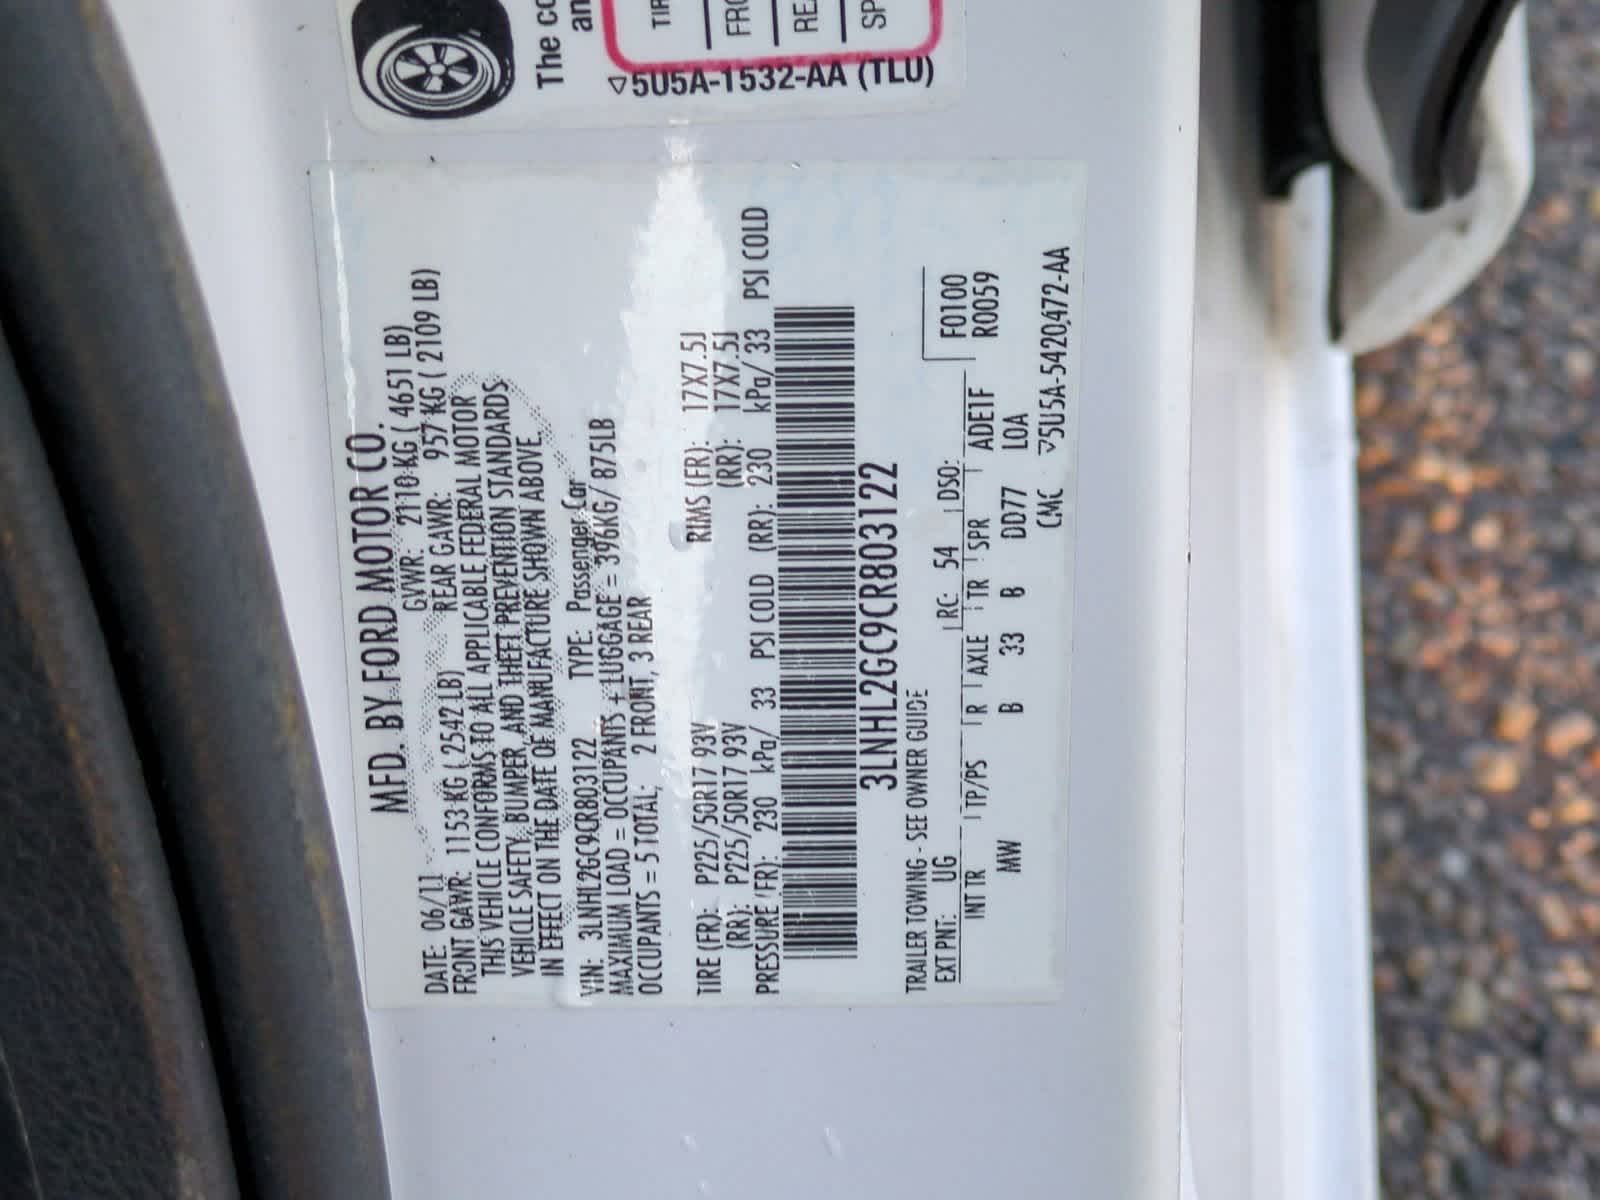 The
TIR
FRO
REA
SP
▽5U5A-1532-AA (TLU)
MFD. BY FORD MOTOR CO.
DATE: 06/11 GVWR: 2110 KG ( 4651 LB)
FRONT GAWR: 1153 KG ( 2542 LB) REAR GAWR: 957 KG ( 2109 LB)
THIS VEHICLE CONFORMS TO ALL APPLICABLE FEDERAL MOTOR
VEHICLE SAFETY, BUMPER, AND THEFT PREVENTION STANDARDS
IN EFFECT ON THE DATE OF MANUFACTURE SHOWN ABOVE.
VIN: 3LNHL2GC9CR803122 TYPE: Passenger Car
MAXIMUM LOAD = OCCUPANTS + LUGGAGE = 396KG/ 875LB
OCCUPANTS = 5 TOTAL; 2 FRONT, 3 REAR
TIRE (FR): P225/50R17 93V RIMS (FR): 17X7.5J
(RR): P225/50R17 93V (RR): 17X7.5J
PRESSURE (FR): 230 kPa/ 33 PSI COLD (RR): 230 kPa/ 33 PSI COLD
3LNHL2GC9CR803122
TRAILER TOWING - SEE OWNER GUIDE
EXT PNT: UG RC: 54 DSO: F0100
INT TR TP/PS R AXLE TR SPR ADE1F R0059
MW B 33 B DD77 LOA
CMC ▽5U5A-5420472-AA